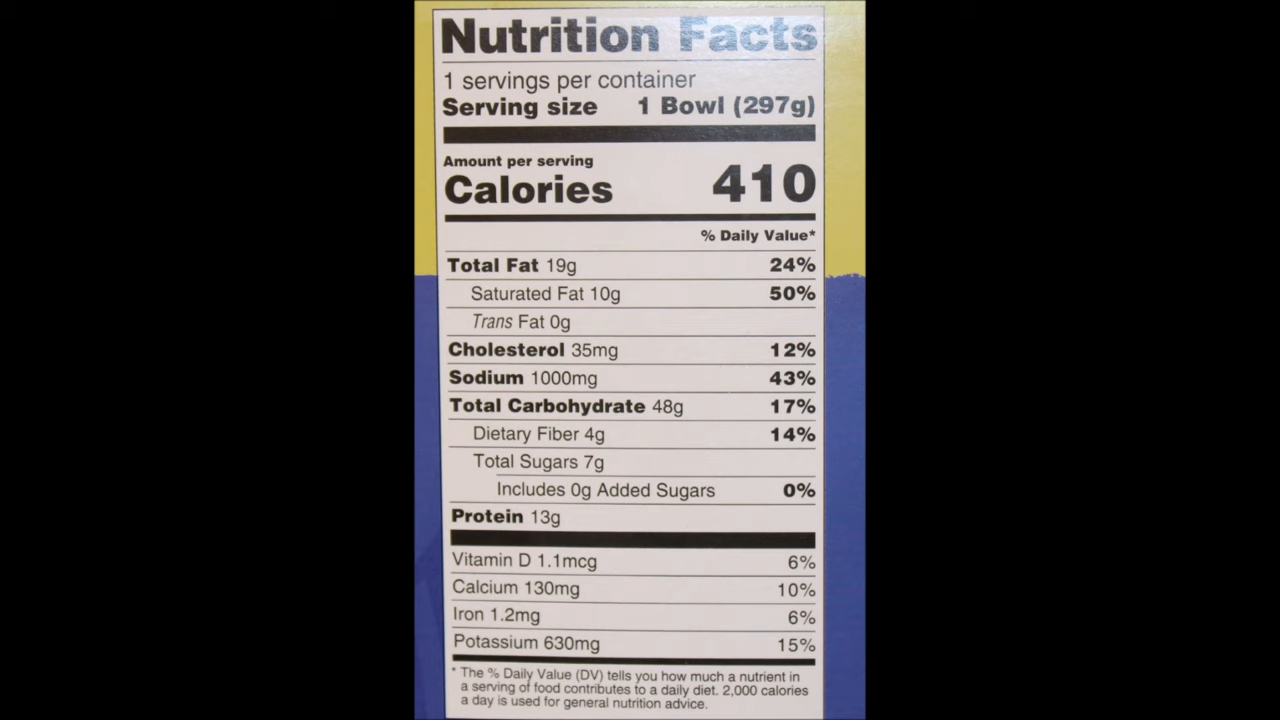 Nutrition Facts
1 servings per container
Serving size 1 Bowl (297g)
Amount per serving
Calories 410
% Daily Value*
Total Fat 19g 24%
Saturated Fat 10g 50%
Trans Fat 0g
Cholesterol 35mg 12%
Sodium 1000mg 43%
Total Carbohydrate 48g 17%
Dietary Fiber 4g 14%
Total Sugars 7g
Includes 0g Added Sugars 0%
Protein 13g
Vitamin D 1.1mcg 6%
Calcium 130mg 10%
Iron 1.2mg 6%
Potassium 630mg 15%
* The % Daily Value (DV) tells you how much a nutrient in
a serving of food contributes to a daily diet. 2,000 calories
a day is used for general nutrition advice.